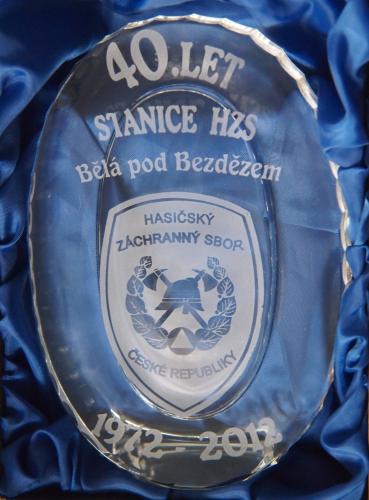 40.LET
STANICE HZS
Bělá pod Bezdězem
HASIČSKÝ
ZÁCHRANNÝ SBOR
ČESKÉ REPUBLIKY
1972 - 2012